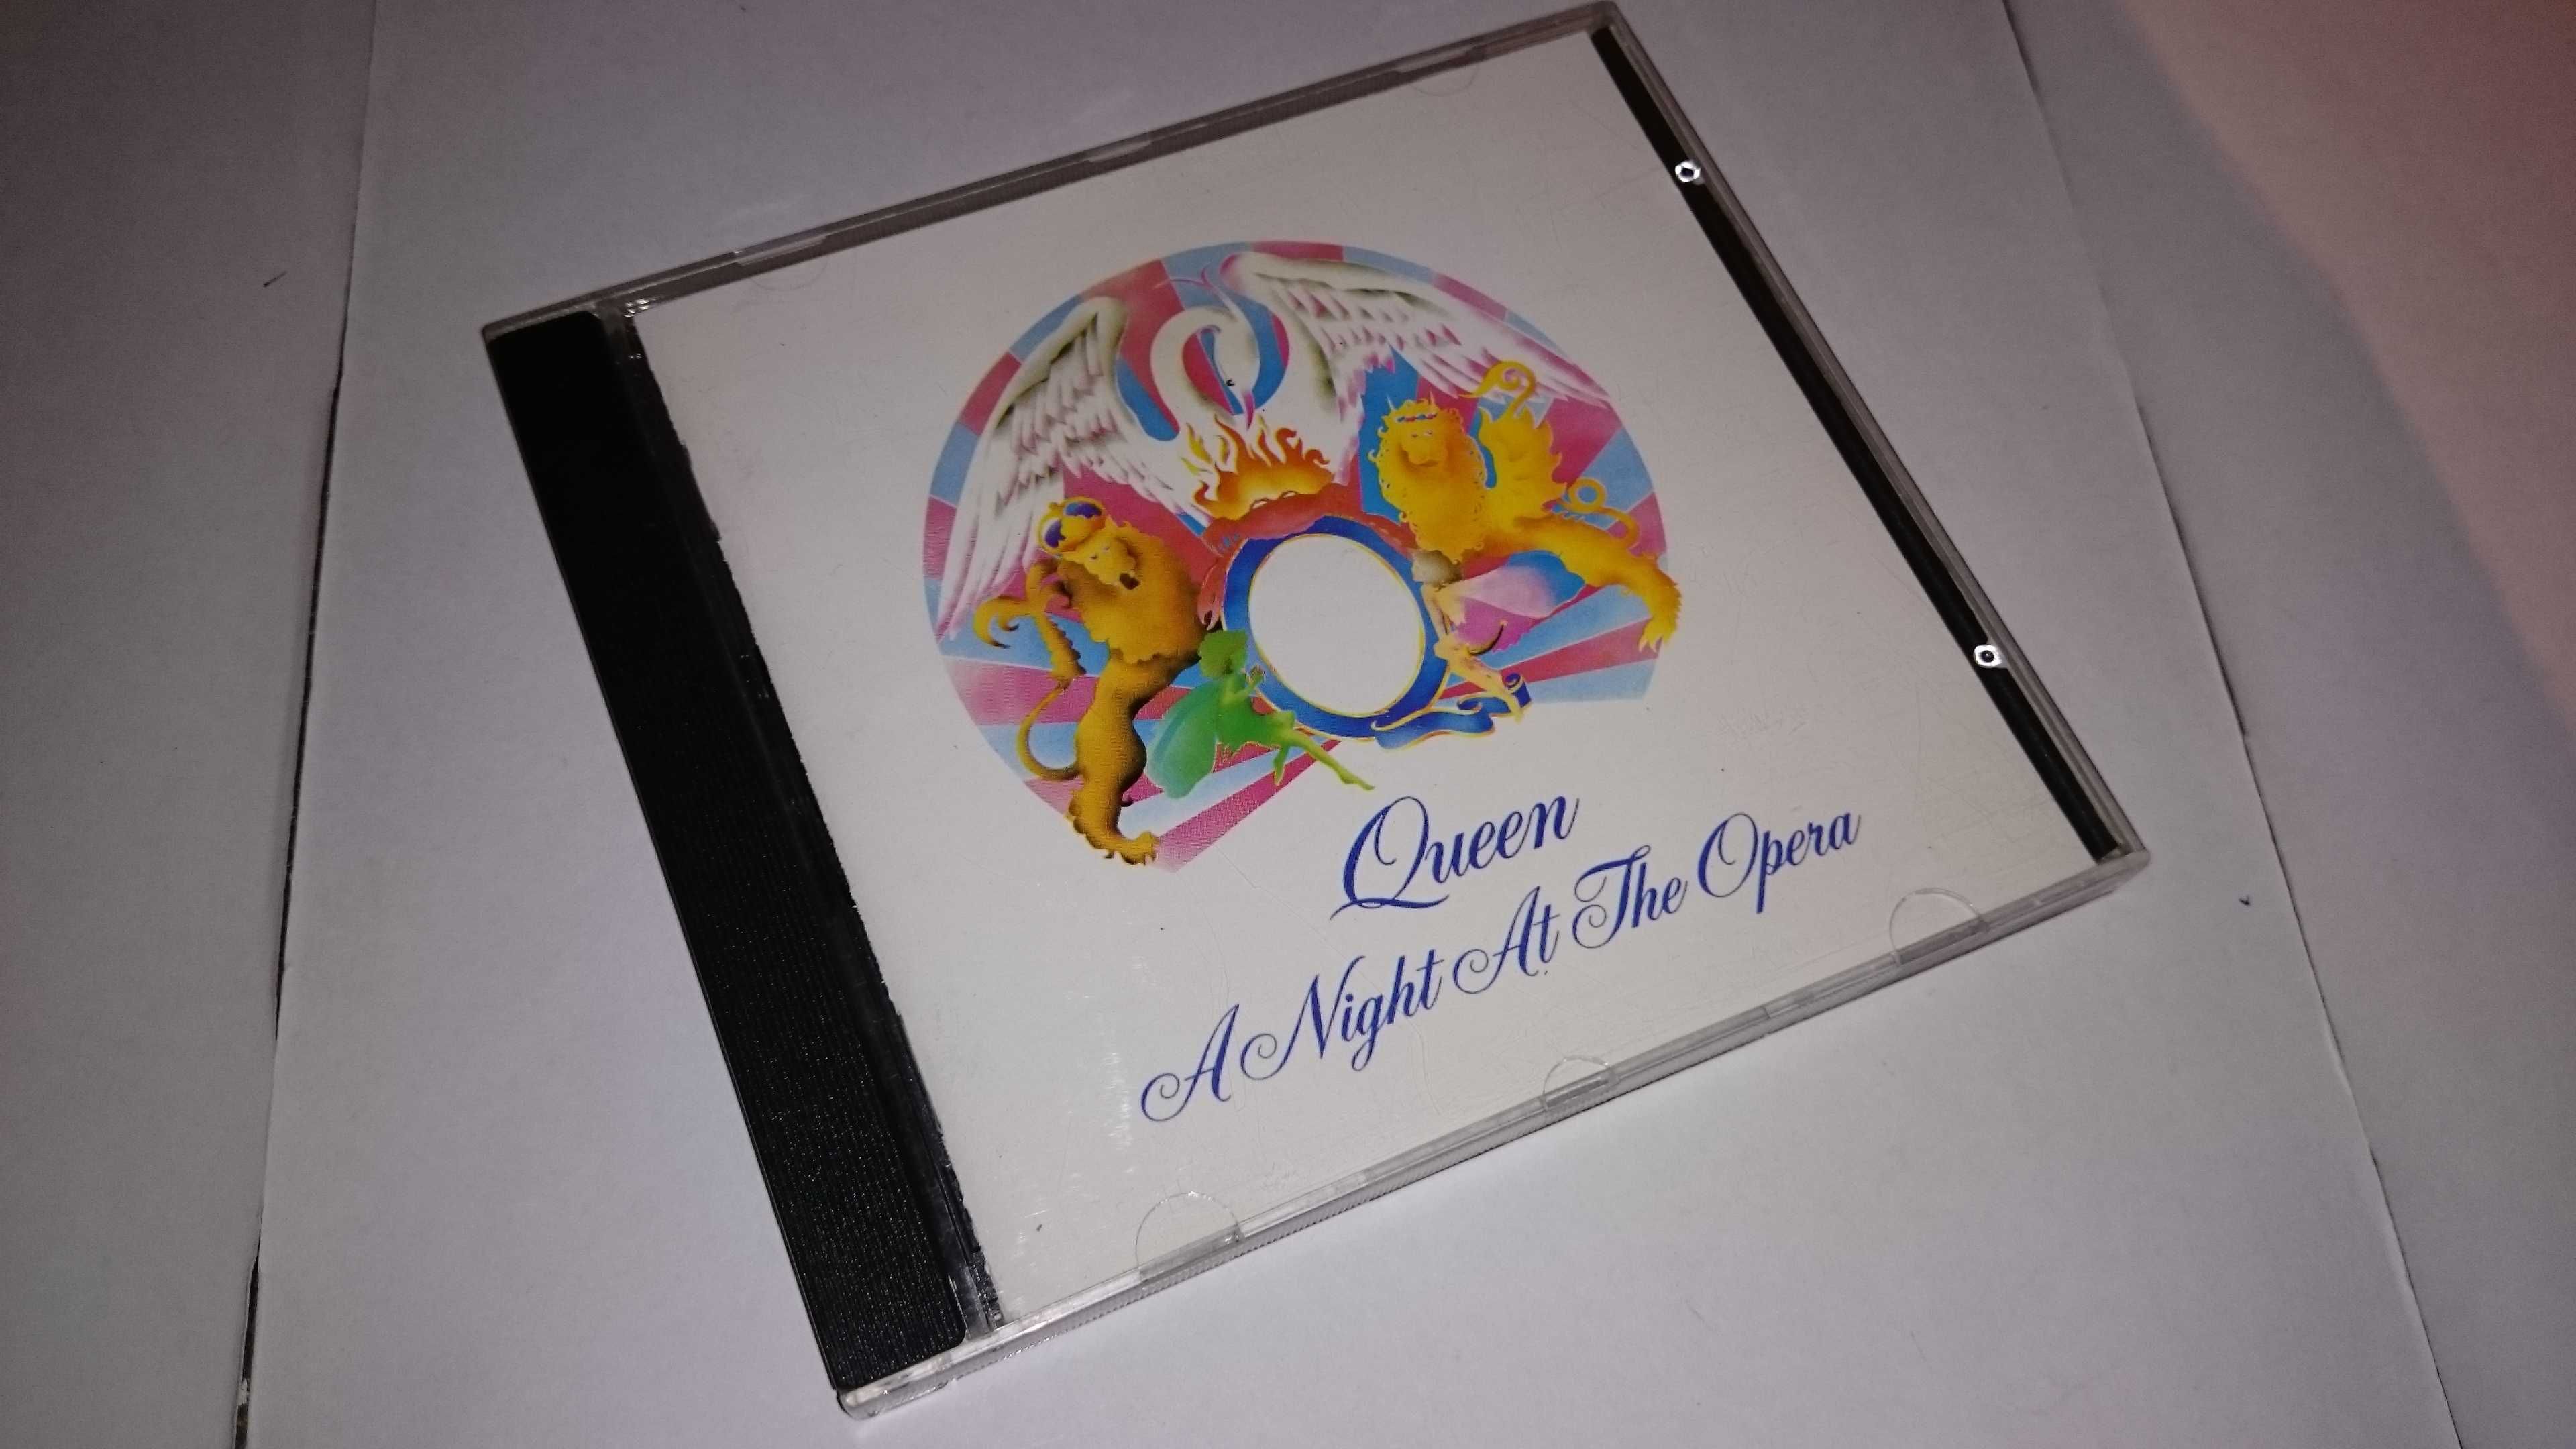 Queen
A Night At The Opera